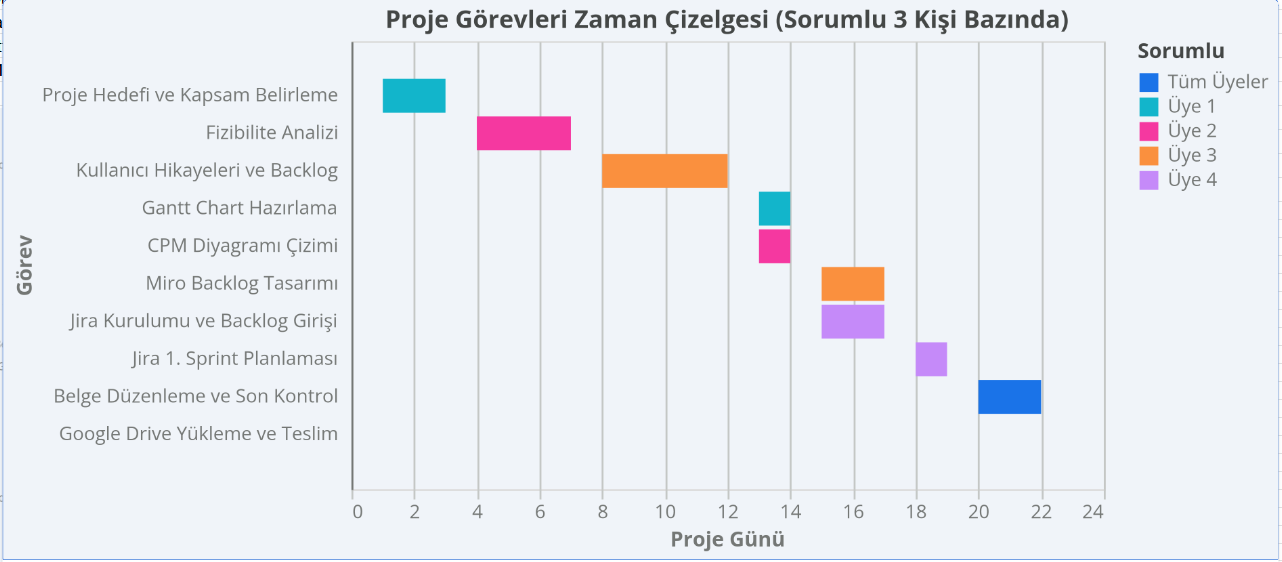 Proje Görevleri Zaman Çizelgesi (Sorumlu 3 Kişi Bazında)
Sorumlu
Tüm Üyeler
Üye 1
Üye 2
Üye 3
Üye 4
Görev
Proje Hedefi ve Kapsam Belirleme
Fizibilite Analizi
Kullanıcı Hikayeleri ve Backlog
Gantt Chart Hazırlama
CPM Diyagramı Çizimi
Miro Backlog Tasarımı
Jira Kurulumu ve Backlog Girişi
Jira 1. Sprint Planlaması
Belge Düzenleme ve Son Kontrol
Google Drive Yükleme ve Teslim
0 2 4 6 8 10 12 14 16 18 20 22 24
Proje Günü